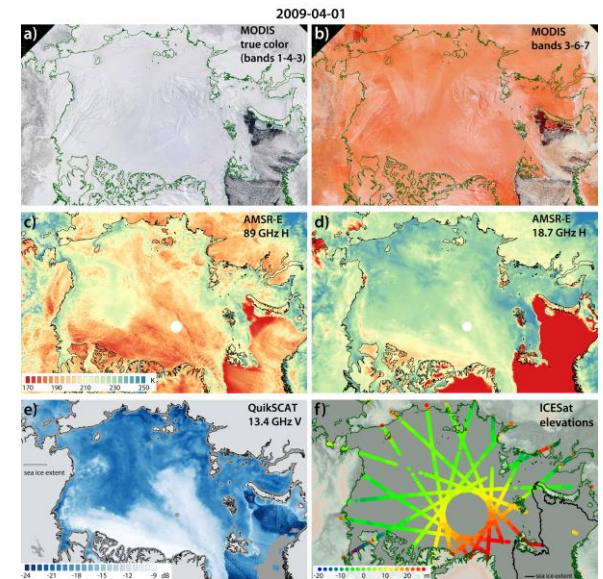 2009-04-01
a)
MODIS
true color
(bands 1-4-3)
b)
MODIS
bands 3-6-7
c)
AMSR-E
89 GHz H
K
170 190 210 230 250
d)
AMSR-E
18.7 GHz H
e)
QuikSCAT
13.4 GHz V
sea ice extent
-24 -21 -18 -15 -12 -9 dB
f)
ICESat
elevations
-20 -10 0 10 20 m
sea ice extent